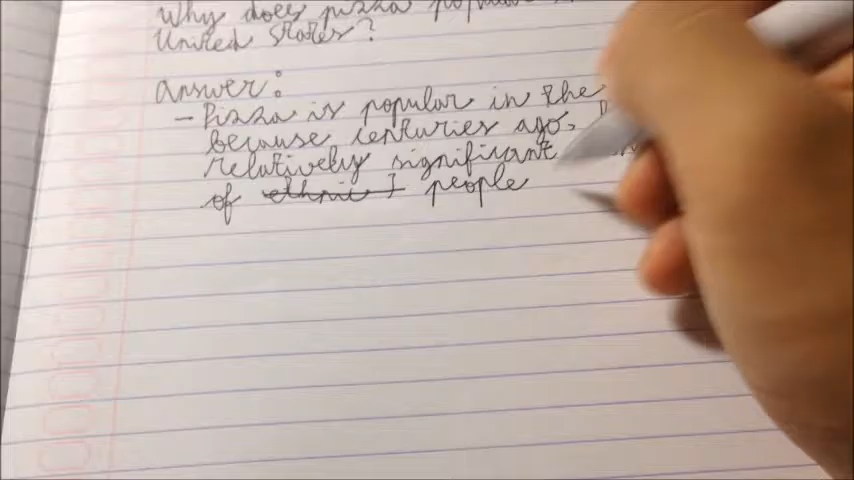 Why does pizza popular
United States?
Answer:
- Pizza is popular in the
because centuries ago,
relatively significant
of ethnic I people